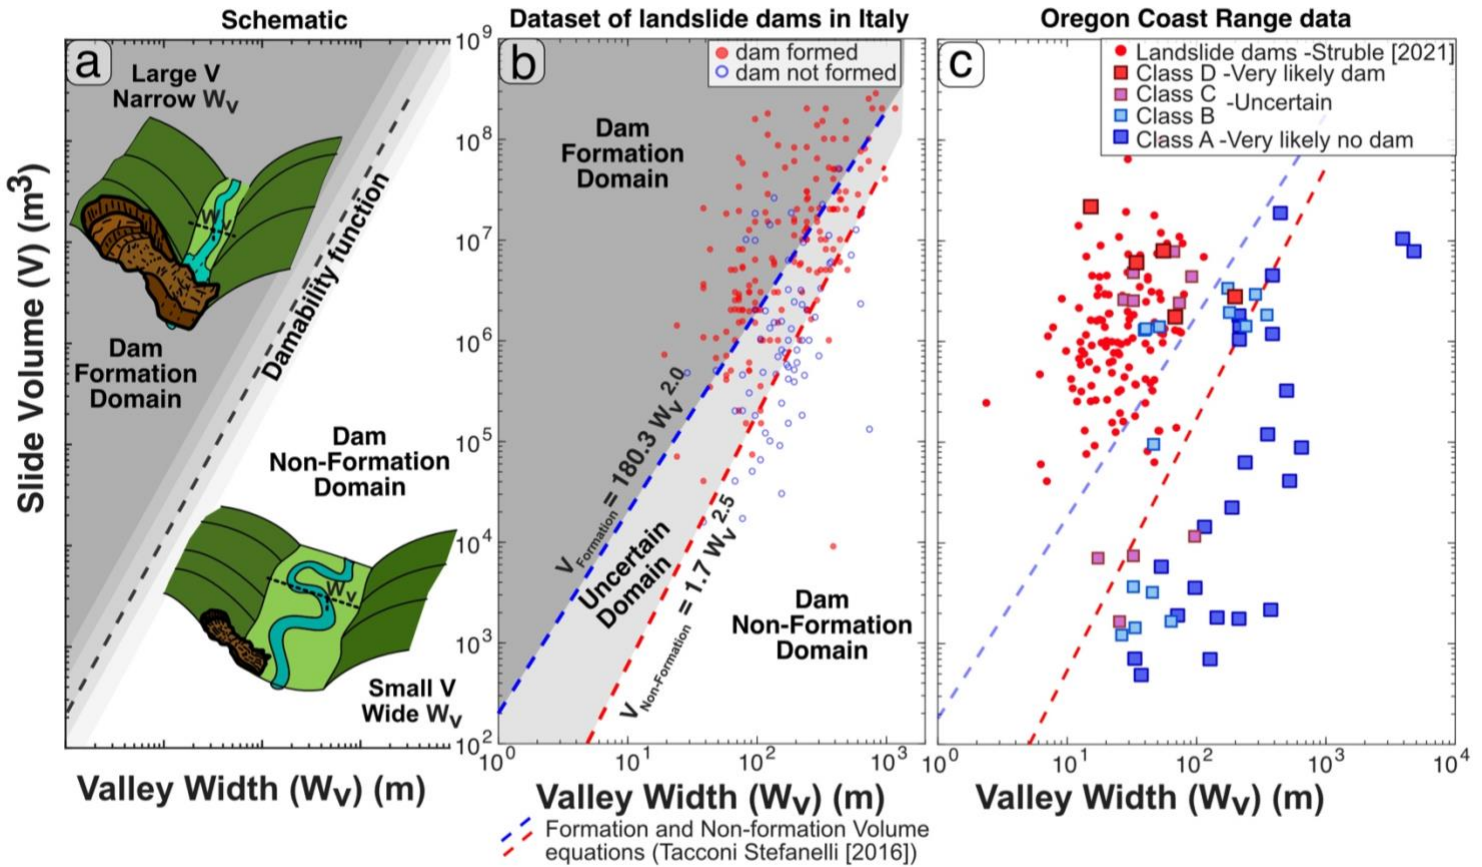 Schematic
Dataset of landslide dams in Italy
Oregon Coast Range data
Slide Volume (V) (m³)
a
Large V
Narrow Wᵥ
Wᵥ
Dam
Formation
Domain
Damability function
Dam
Non-Formation
Domain
Wᵥ
Small V
Wide Wᵥ
Valley Width (Wᵥ) (m)
10⁹
10⁸
10⁷
10⁶
10⁵
10⁴
10³
10²
b
dam formed
dam not formed
Dam
Formation
Domain
V_Formation = 180.3 Wᵥ^2.0
Uncertain
Domain
V_Non-Formation = 1.7 Wᵥ^2.5
Dam
Non-Formation
Domain
10⁰ 10¹ 10² 10³
Valley Width (Wᵥ) (m)
Formation and Non-formation Volume
equations (Tacconi Stefanelli [2016])
c
Landslide dams -Struble [2021]
Class D -Very likely dam
Class C
-Uncertain
Class B
Class A -Very likely no dam
10⁰ 10¹ 10² 10³ 10⁴
Valley Width (Wᵥ) (m)